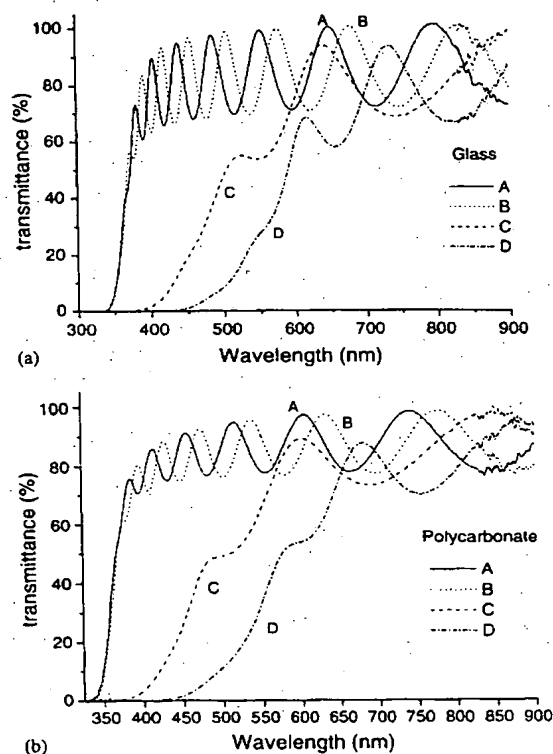 A B
100
80
60
40
20
0
transmittance (%)
C
D
Glass
A
B
C
D
300 400 500 600 700 800 900
(a)
Wavelength (nm)
100
80
60
40
20
0
transmittance (%)
A B
C
D
Polycarbonate
A
B
C
D
350 400 450 500 550 600 650 700 750 800 850 900
(b)
Wavelength (nm)